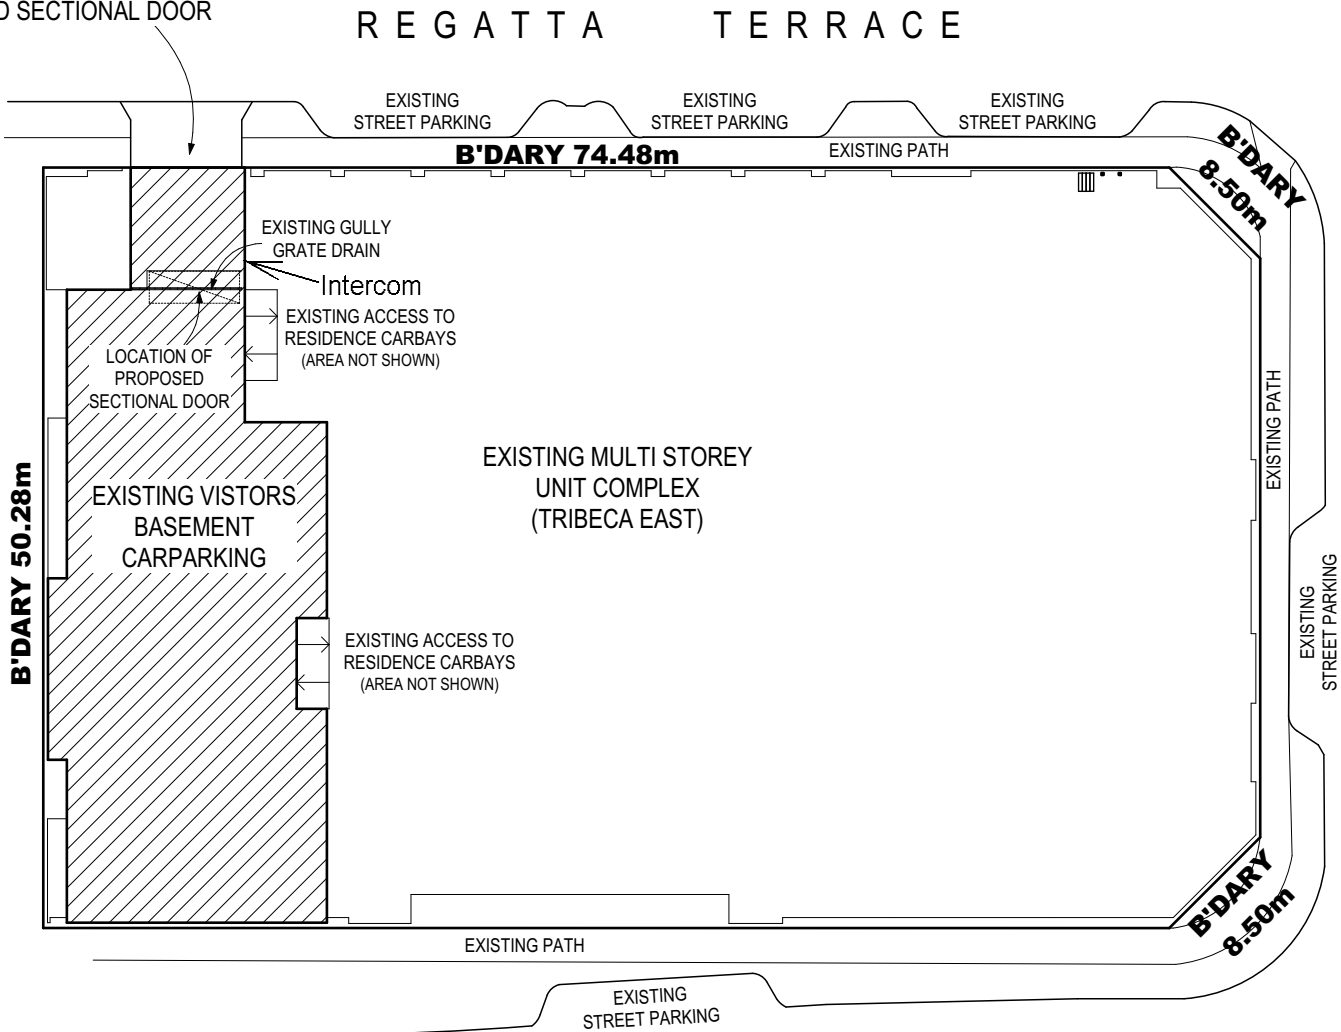 D SECTIONAL DOOR
REGATTA TERRACE
EXISTING
STREET PARKING
EXISTING
STREET PARKING
EXISTING
STREET PARKING
B'DARY 74.48m
EXISTING PATH
B'DARY
8.50m
EXISTING GULLY
GRATE DRAIN
Intercom
EXISTING ACCESS TO
RESIDENCE CARBAYS
(AREA NOT SHOWN)
LOCATION OF
PROPOSED
SECTIONAL DOOR
EXISTING PATH
EXISTING MULTI STOREY
UNIT COMPLEX
(TRIBECA EAST)
B'DARY 50.28m
EXISTING VISTORS
BASEMENT
CARPARKING
EXISTING
STREET PARKING
EXISTING ACCESS TO
RESIDENCE CARBAYS
(AREA NOT SHOWN)
B'DARY
8.50m
EXISTING PATH
EXISTING
STREET PARKING